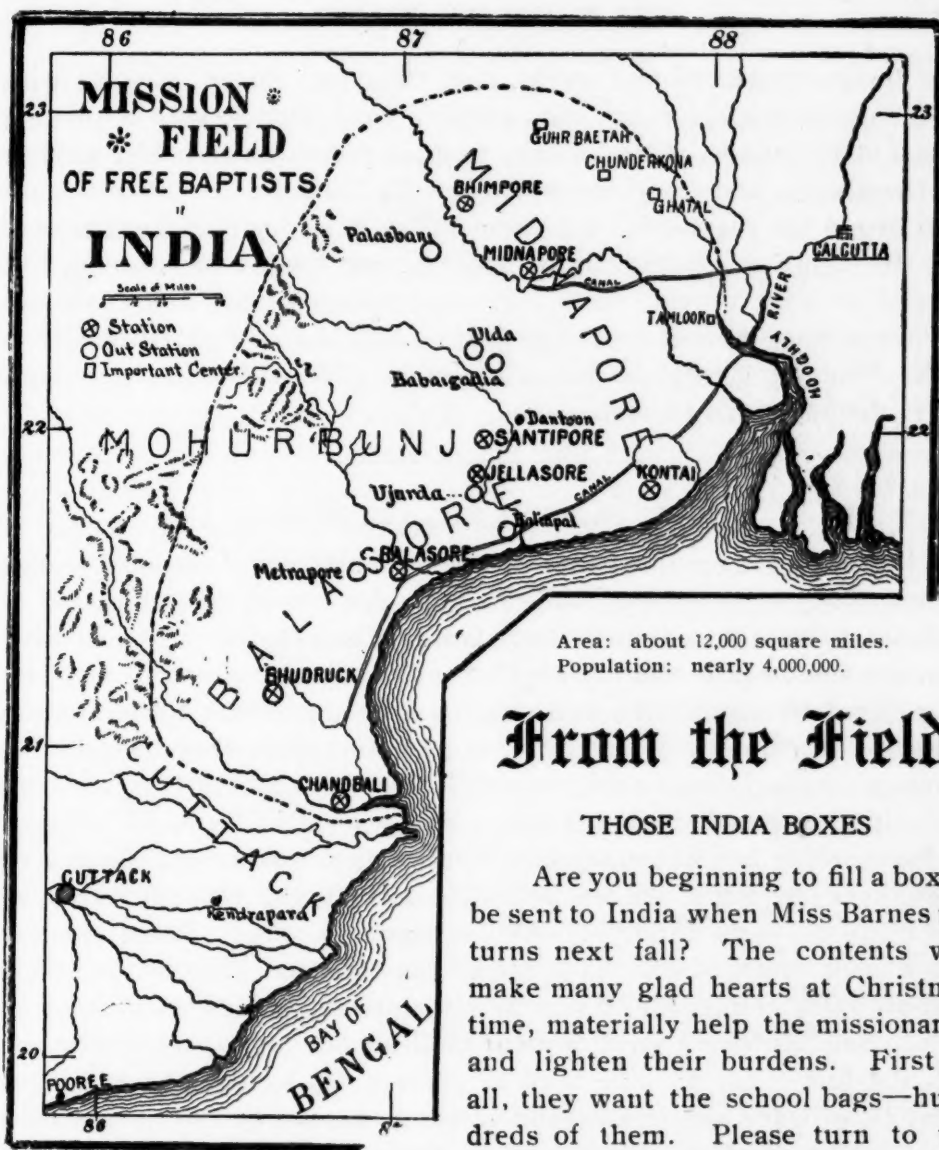 86 87 88
23 23
MISSION
FIELD
OF FREE BAPTISTS
INDIA
Scale of Miles
Station
Out Station
Important Center.
GUHR BAETAH
CHUNDERKONA
GHATAL
BHIMPORE
Palasbani
MIDNAPORE
CALCUTTA
CANAL
TAMLOOK
HOOGHLY RIVER
MIDNAPORE
Ulda
Babaigadia
Dantoon
SANTIPORE
22 22
MOHURBUNJ
JELLASORE
KONTAI
Ujarda
CANAL
Balicapal
BALASORE
Metrapore
BALASORE
BHUDRUCK
21
CHANDBALI
CUTTACK
CUTTACK
Kendrapara
20
BAY OF
BENGAL
POOREE
86
Area: about 12,000 square miles.
Population: nearly 4,000,000.
From the Field
THOSE INDIA BOXES
Are you beginning to fill a box
be sent to India when Miss Barnes
turns next fall? The contents w
make many glad hearts at Christm
time, materially help the missionar
and lighten their burdens. First
all, they want the school bags—hu
dreds of them. Please turn to